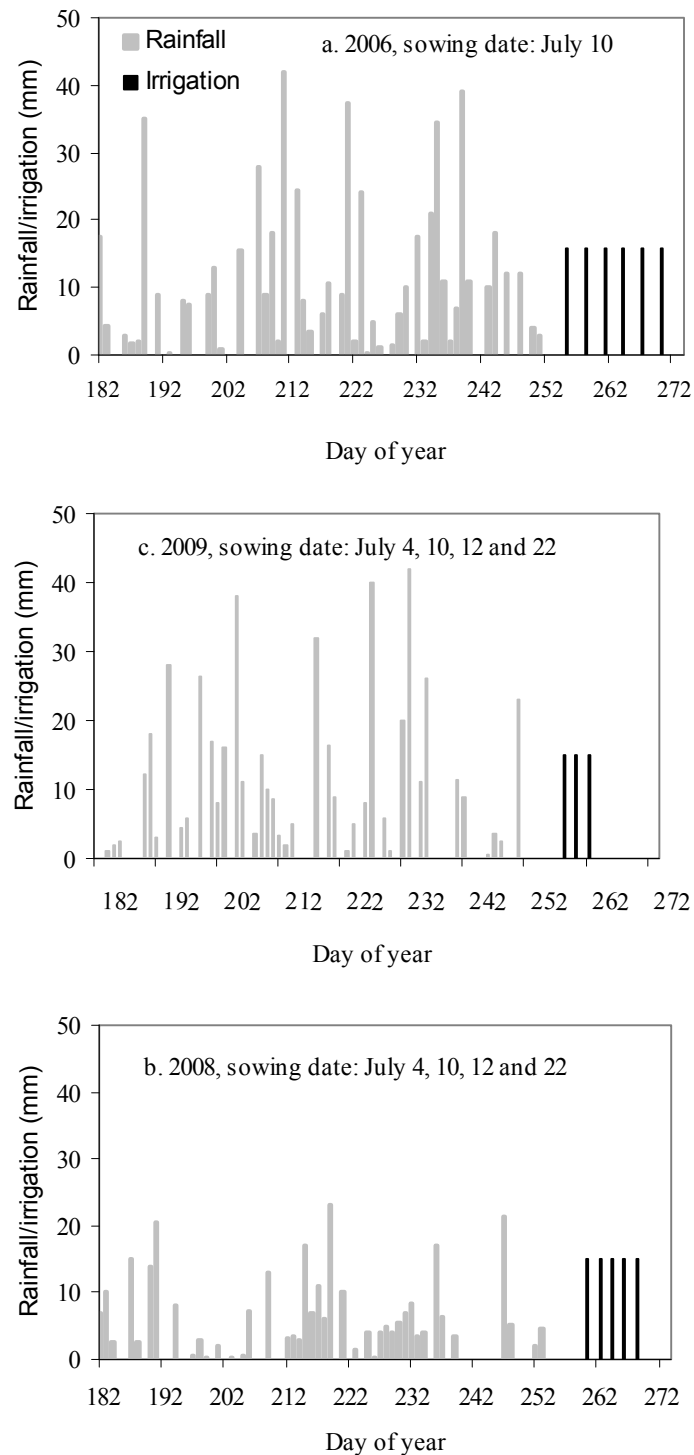 50
Rainfall
a. 2006, sowing date: July 10
40
Irrigation
30
20
10
0
Rainfall/irrigation (mm)
182 192 202 212 222 232 242 252 262 272
Day of year
50
c. 2009, sowing date: July 4, 10, 12 and 22
40
30
20
10
0
Rainfall/irrigation (mm)
182 192 202 212 222 232 242 252 262 272
Day of year
50
b. 2008, sowing date: July 4, 10, 12 and 22
40
30
20
10
0
Rainfall/irrigation (mm)
182 192 202 212 222 232 242 252 262 272
Day of year